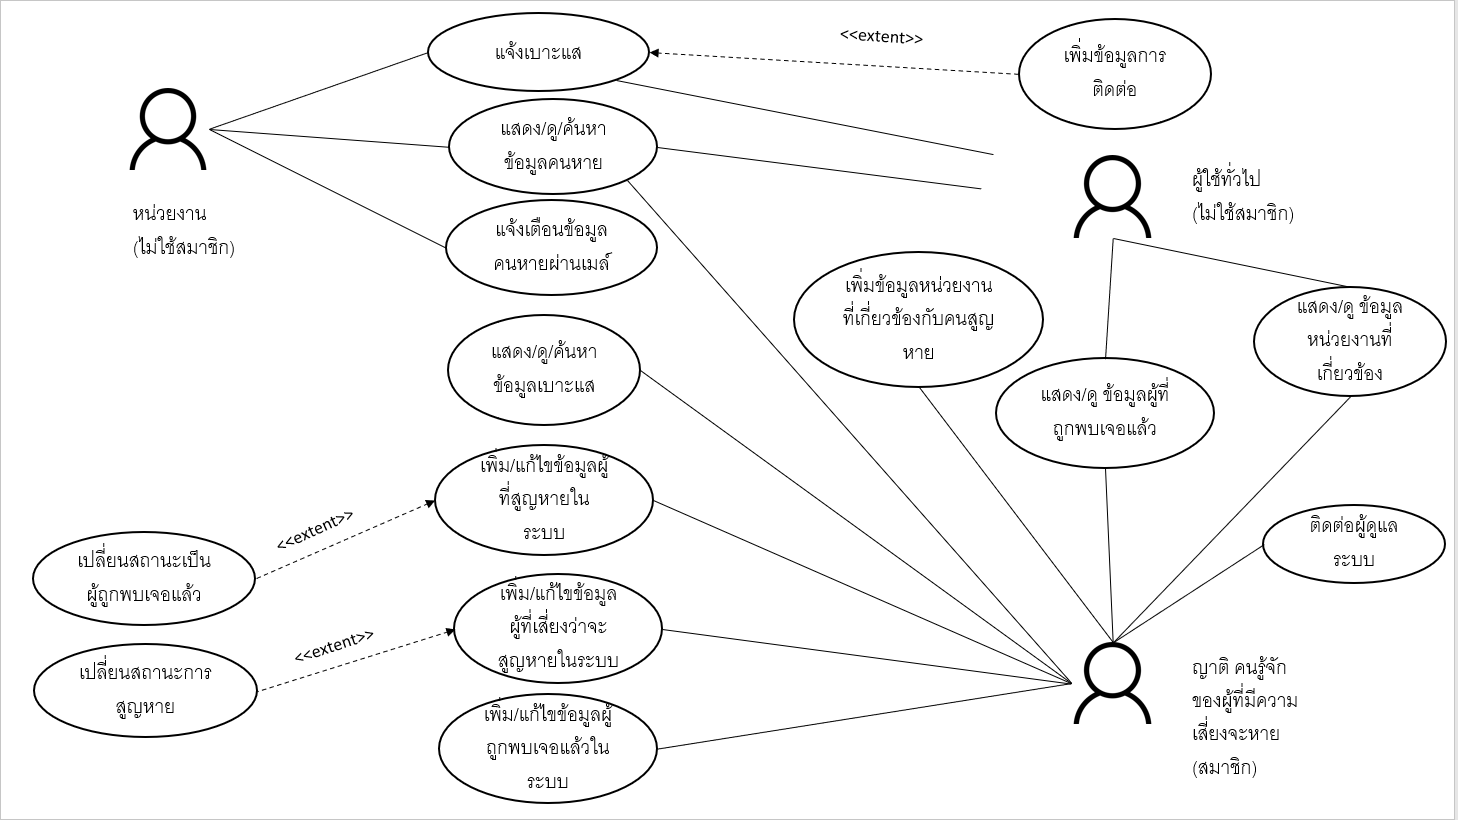 แจ้งเบาะแส
<<extent>>
เพิ่มข้อมูลการ
ติดต่อ
แสดง/ดู/ค้นหา
ข้อมูลคนหาย
หน่วยงาน
(ไม่ใช้สมาชิก)
ผู้ใช้ทั่วไป
(ไม่ใช้สมาชิก)
แจ้งเตือนข้อมูล
คนหายผ่านเมล์
เพิ่มข้อมูลหน่วยงาน
ที่เกี่ยวข้องกับคนสูญ
หาย
แสดง/ดู ข้อมูล
หน่วยงานที่
เกี่ยวข้อง
แสดง/ดู/ค้นหา
ข้อมูลเบาะแส
แสดง/ดู ข้อมูลผู้ที่
ถูกพบเจอแล้ว
เพิ่ม/แก้ไขข้อมูลผู้
ที่สูญหายใน
ระบบ
<<extent>>
เปลี่ยนสถานะเป็น
ผู้ถูกพบเจอแล้ว
ติดต่อผู้ดูแล
ระบบ
เพิ่ม/แก้ไขข้อมูล
ผู้ที่เสี่ยงว่าจะ
สูญหายในระบบ
<<extent>>
เปลี่ยนสถานะการ
สูญหาย
ญาติ คนรู้จัก
ของผู้ที่มีความ
เสี่ยงจะหาย
(สมาชิก)
เพิ่ม/แก้ไขข้อมูลผู้
ถูกพบเจอแล้วใน
ระบบ